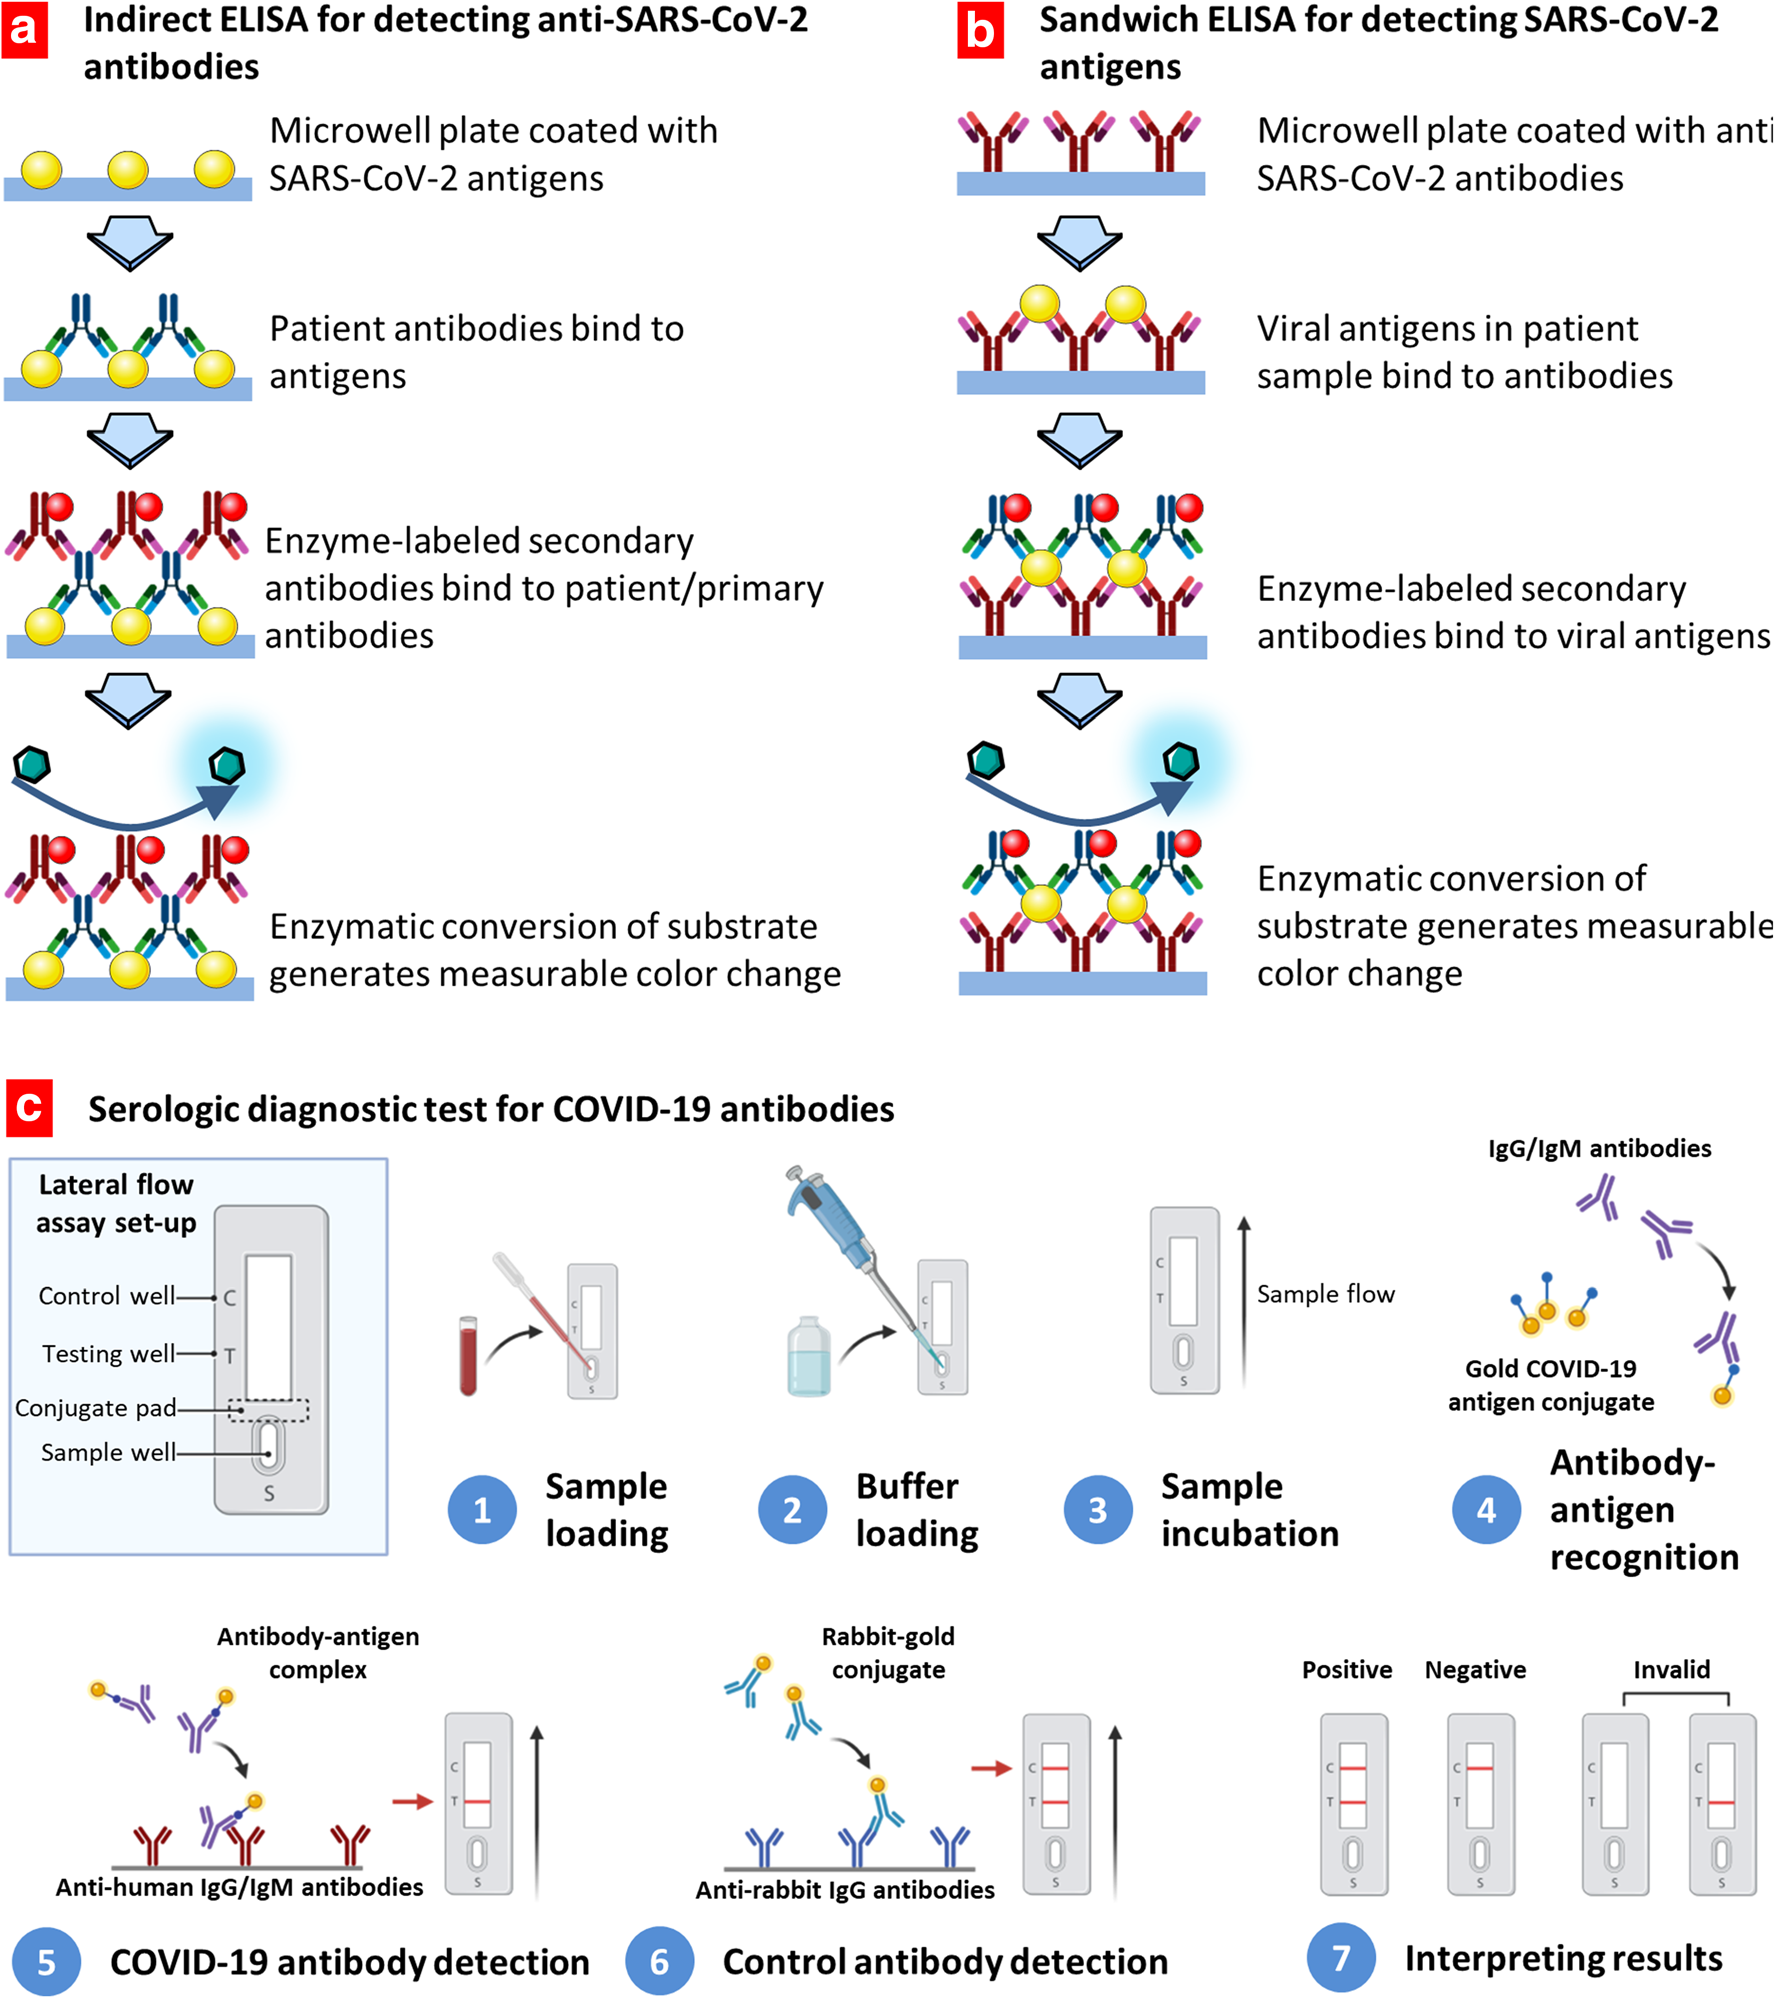 a
Indirect ELISA for detecting anti-SARS-CoV-2
antibodies
Microwell plate coated with
SARS-CoV-2 antigens
Patient antibodies bind to
antigens
Enzyme-labeled secondary
antibodies bind to patient/primary
antibodies
Enzymatic conversion of substrate
generates measurable color change
b
Sandwich ELISA for detecting SARS-CoV-2
antigens
Microwell plate coated with anti
SARS-CoV-2 antibodies
Viral antigens in patient
sample bind to antibodies
Enzyme-labeled secondary
antibodies bind to viral antigens
Enzymatic conversion of
substrate generates measurable
color change
c
Serologic diagnostic test for COVID-19 antibodies
Lateral flow
assay set-up
Control well
C
Testing well
T
Conjugate pad
Sample well
S
C
T
S
1
Sample
loading
C
T
S
2
Buffer
loading
C
T
S
Sample flow
3
Sample
incubation
IgG/IgM antibodies
Gold COVID-19
antigen conjugate
4
Antibody-
antigen
recognition
Antibody-antigen
complex
C
T
S
Anti-human IgG/IgM antibodies
5
COVID-19 antibody detection
Rabbit-gold
conjugate
C
T
S
Anti-rabbit IgG antibodies
6
Control antibody detection
Positive
Negative
Invalid
C
T
S
C
T
S
C
T
S
C
T
S
7
Interpreting results